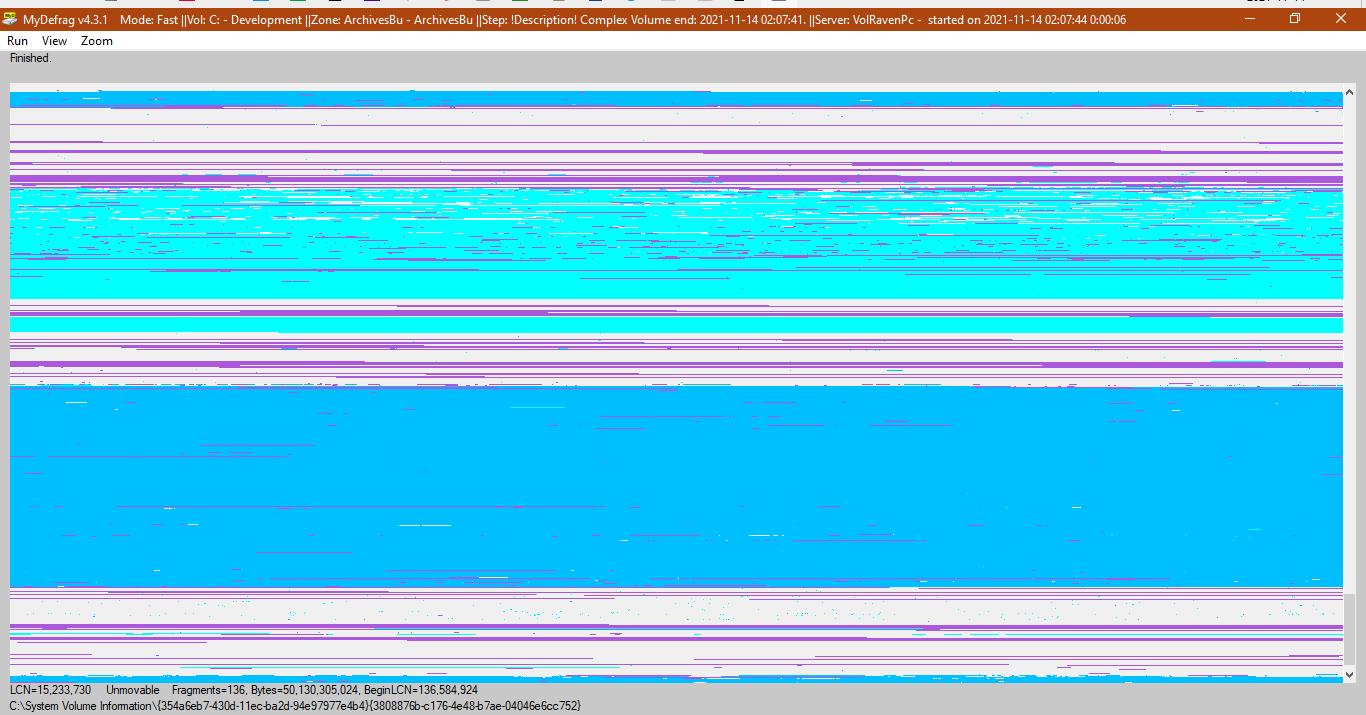 MyDefrag v4.3.1 Mode: Fast ||Vol: C: - Development ||Zone: ArchivesBu - ArchivesBu ||Step: !Description! Complex Volume end: 2021-11-14 02:07:41. ||Server: VolRavenPc - started on 2021-11-14 02:07:44 0:00:06
Run View Zoom
Finished.
LCN=15,233,730 Unmovable Fragments=136, Bytes=50,130,305,024, BeginLCN=136,584,924
C:\System Volume Information\{354a6eb7-430d-11ec-ba2d-94e97977e4b4}{3808876b-c176-4e48-b7ae-04046e6cc752}